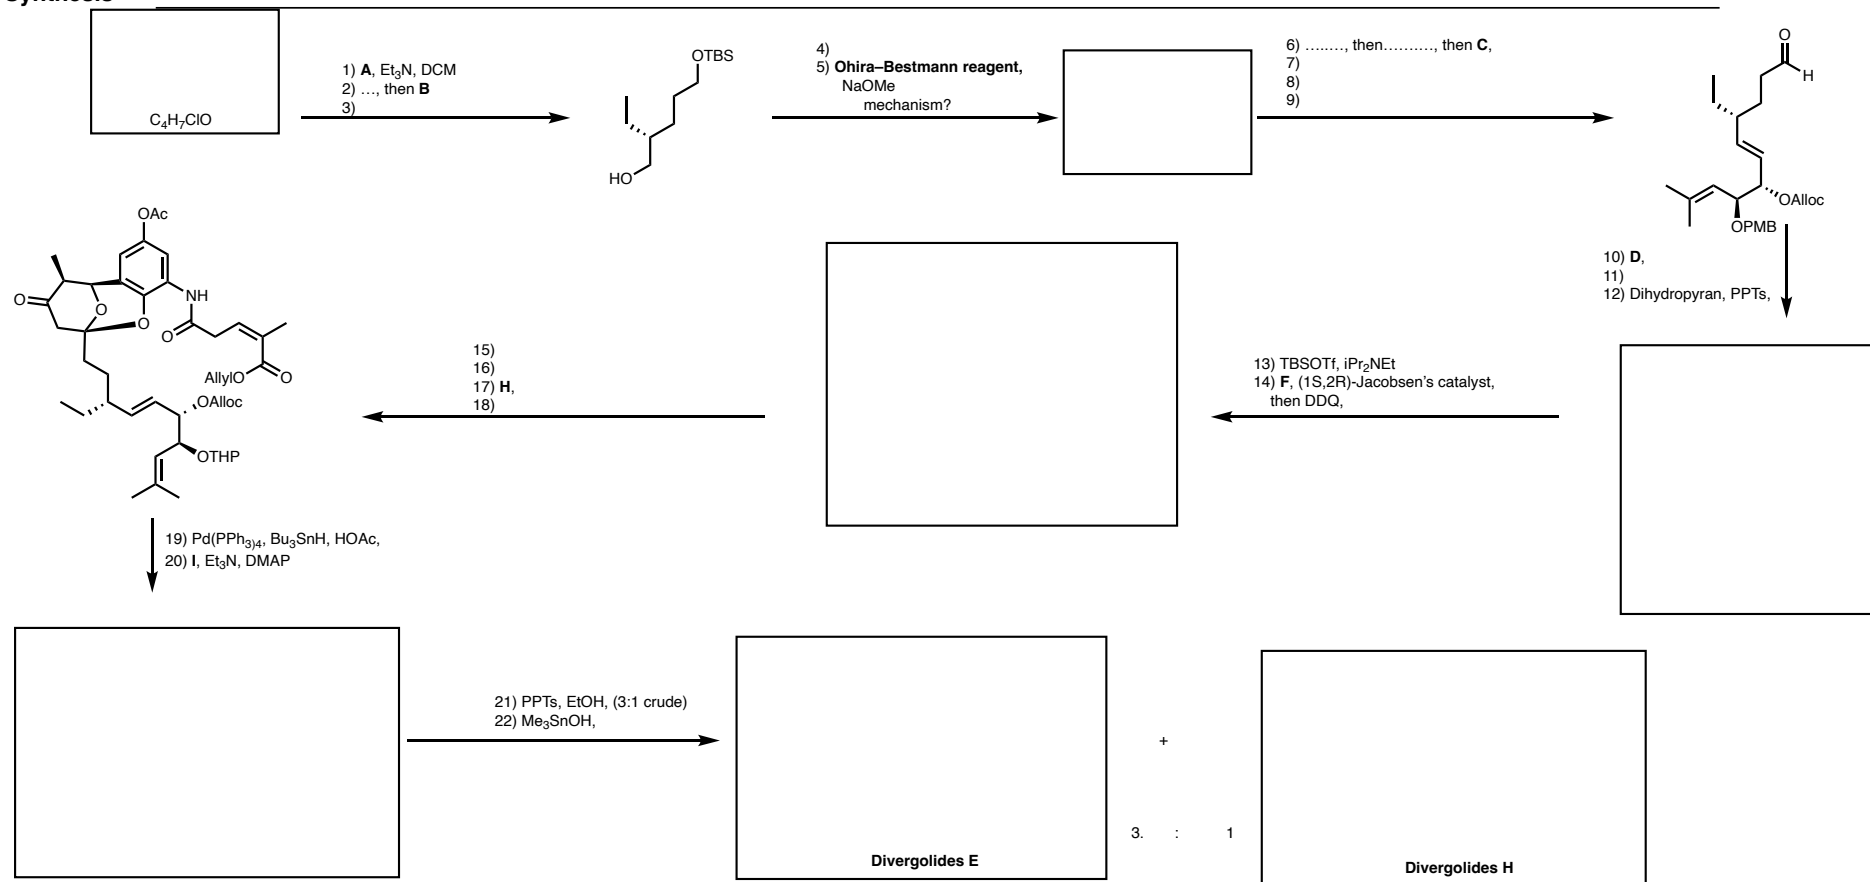 C₄H₇ClO
1) A, Et₃N, DCM
2) ..., then B
3)
OTBS
HO
4)
5) Ohira–Bestmann reagent,
NaOMe
mechanism?
6) ........, then.........., then C,
7)
8)
9)
O
H
OAlloc
OPMB
10) D,
11)
12) Dihydropyran, PPTs,
13) TBSOTf, iPr₂NEt
14) F, (1S,2R)-Jacobsen's catalyst,
then DDQ,
15)
16)
17) H,
18)
OAc
O
O
O
NH
O
AllylO
O
OAlloc
OTHP
19) Pd(PPh₃)₄, Bu₃SnH, HOAc,
20) I, Et₃N, DMAP
21) PPTs, EtOH, (3:1 crude)
22) Me₃SnOH,
+
3. : 1
Divergolides E
Divergolides H